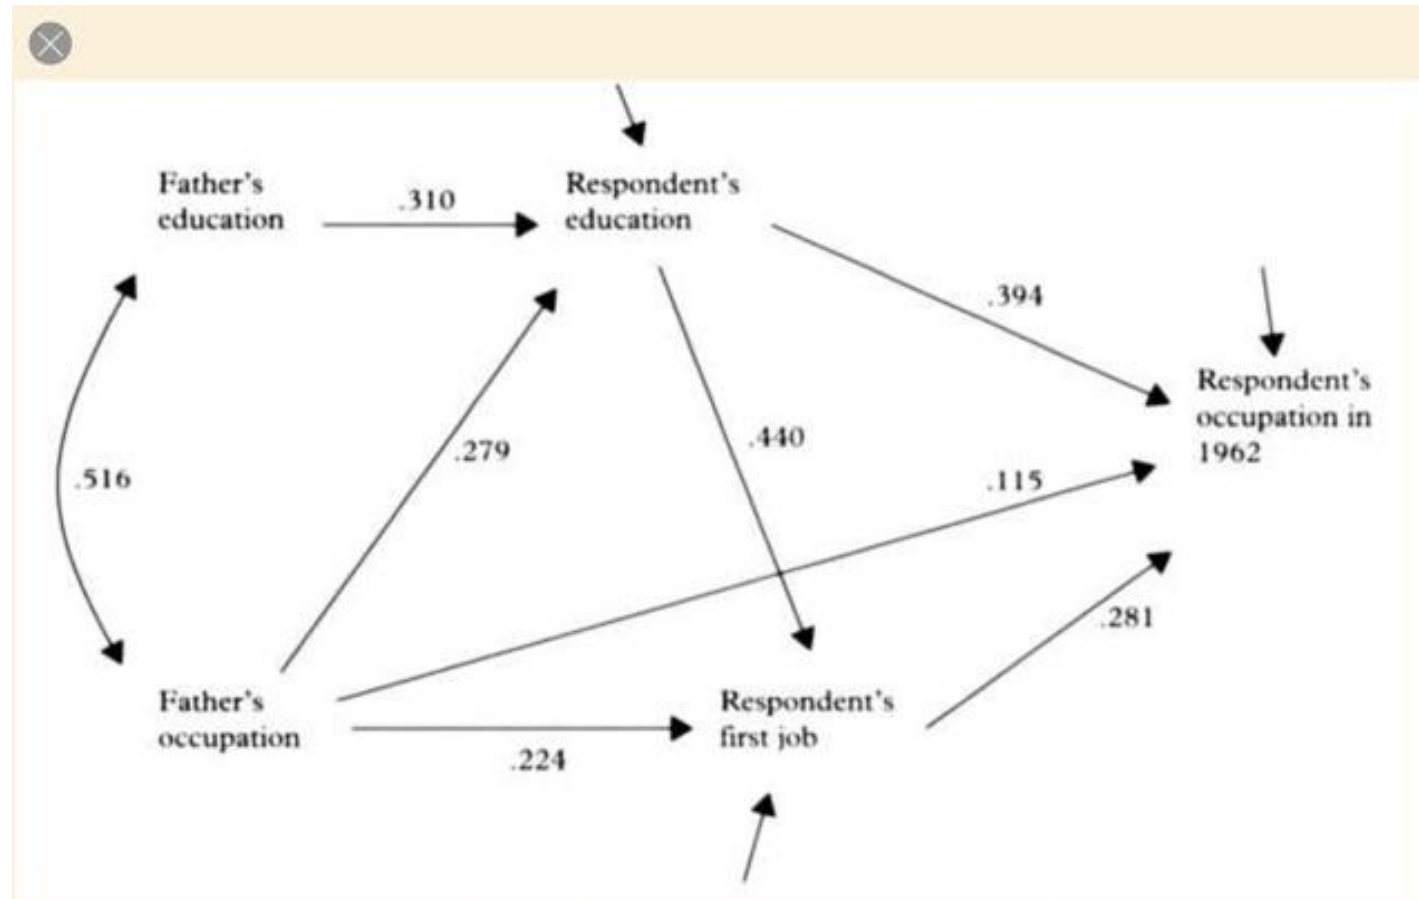 Father's
education
.310
Respondent's
education
.394
Respondent's
occupation in
1962
.279
.440
.516
.115
.281
Father's
occupation
.224
Respondent's
first job